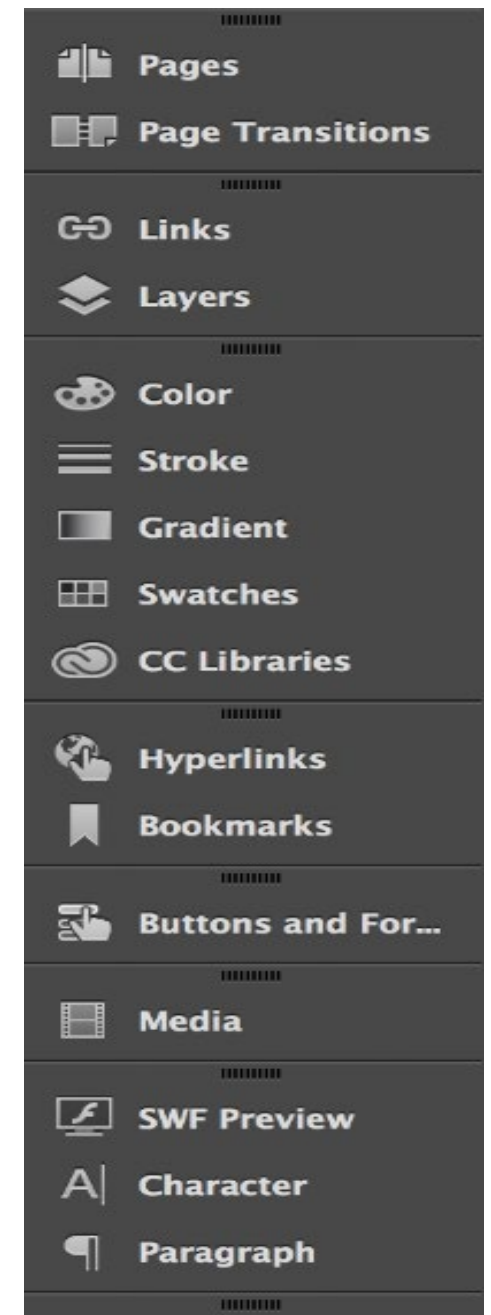 Pages
Page Transitions
Links
Layers
Color
Stroke
Gradient
Swatches
CC Libraries
Hyperlinks
Bookmarks
Buttons and For...
Media
SWF Preview
Character
Paragraph